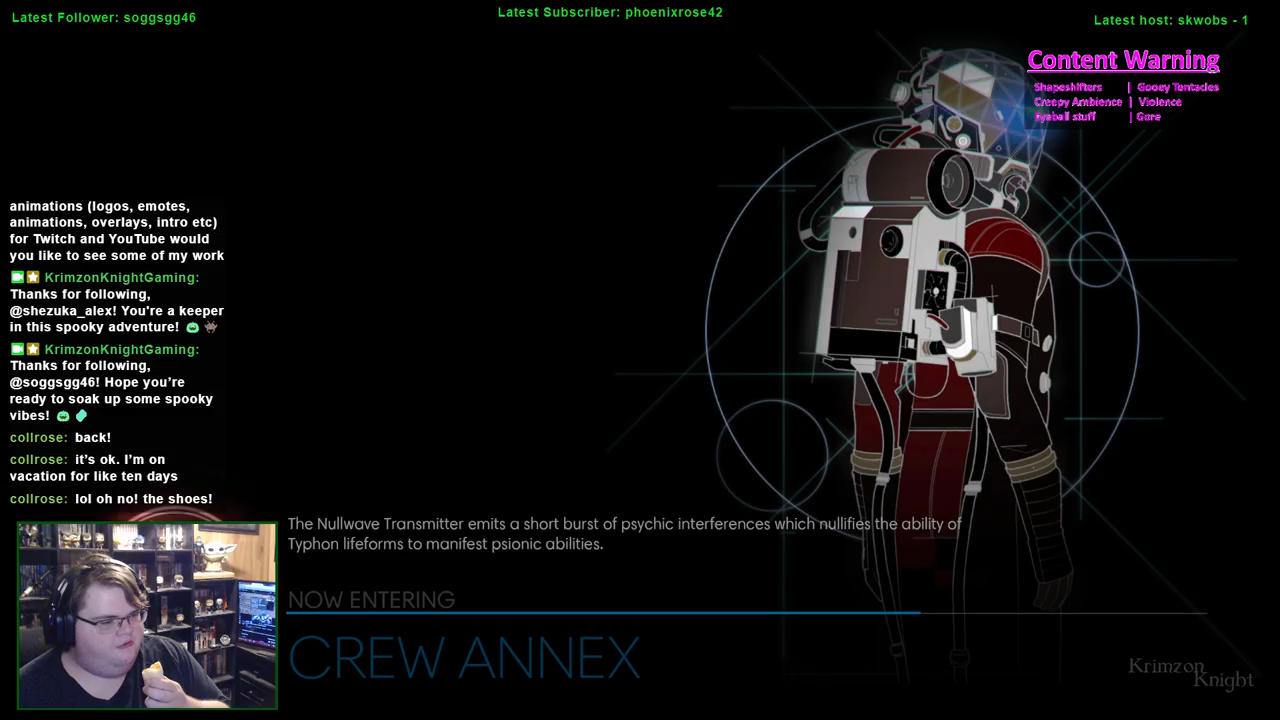 Latest Follower: soggsgg46
Latest Subscriber: phoenixrose42
Latest host: skwobs - 1
Content Warning
Shapeshifters | Gooey Tentacles
Creepy Ambience | Violence
Eyeball stuff | Gore
animations (logos, emotes,
animations, overlays, intro etc)
for Twitch and YouTube would
you like to see some of my work
KrimzonKnightGaming:
Thanks for following,
@shezuka_alex! You're a keeper
in this spooky adventure!
KrimzonKnightGaming:
Thanks for following,
@soggsgg46! Hope you're
ready to soak up some spooky
vibes!
collrose: back!
collrose: it's ok. I'm on
vacation for like ten days
collrose: lol oh no! the shoes!
The Nullwave Transmitter emits a short burst of psychic interferences which nullifies the ability of
Typhon lifeforms to manifest psionic abilities.
NOW ENTERING
CREW ANNEX
Krimzon
Knight